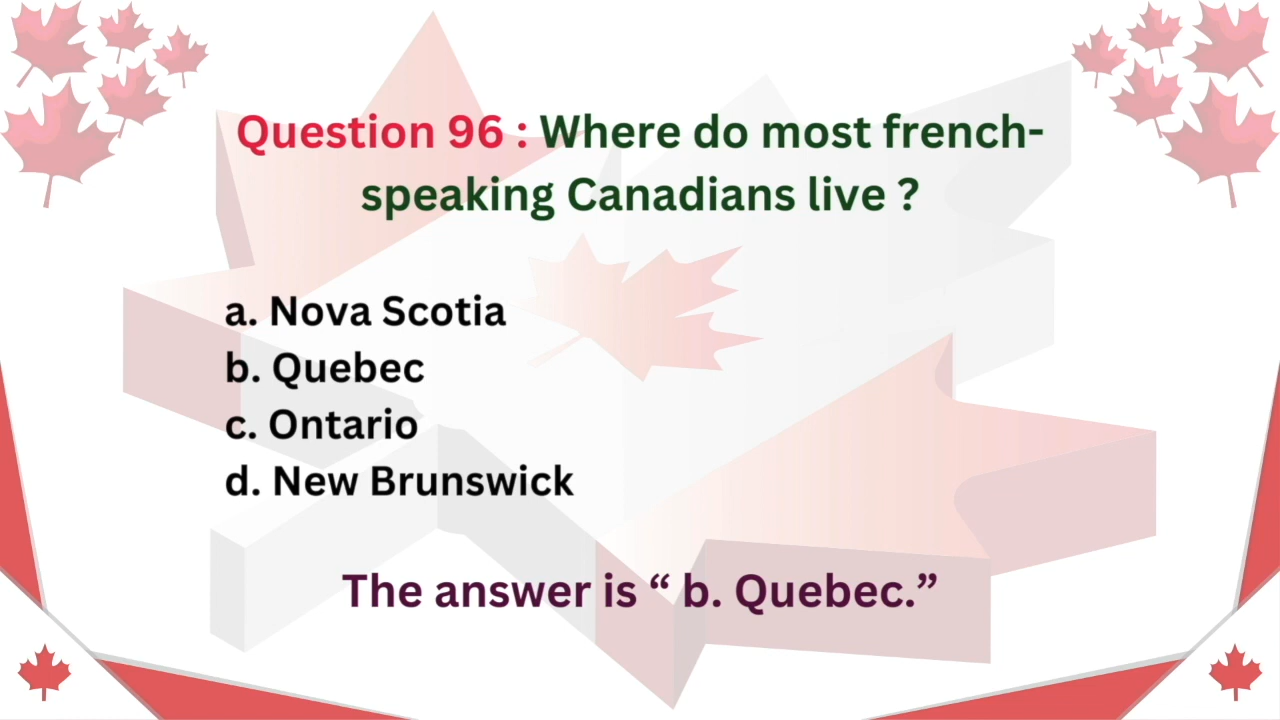 Question 96 : Where do most french-
speaking Canadians live ?
a. Nova Scotia
b. Quebec
c. Ontario
d. New Brunswick
The answer is “ b. Quebec.”